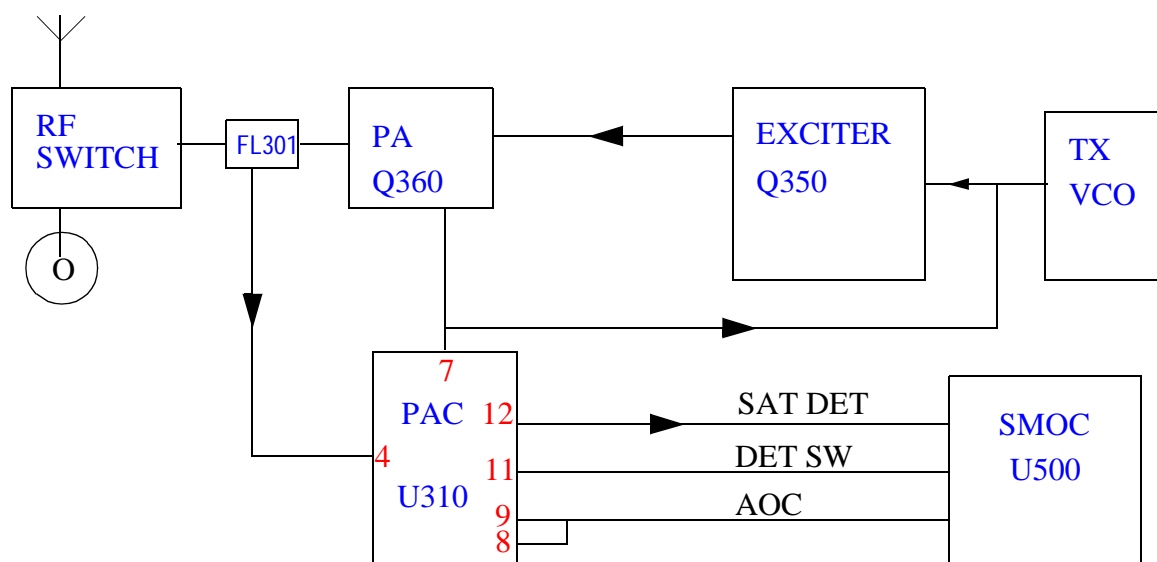 RF
SWITCH
FL301
PA
Q360
EXCITER
Q350
TX
VCO
O
7
PAC
12
4
11
U310
9
8
SAT DET
DET SW
AOC
SMOC
U500